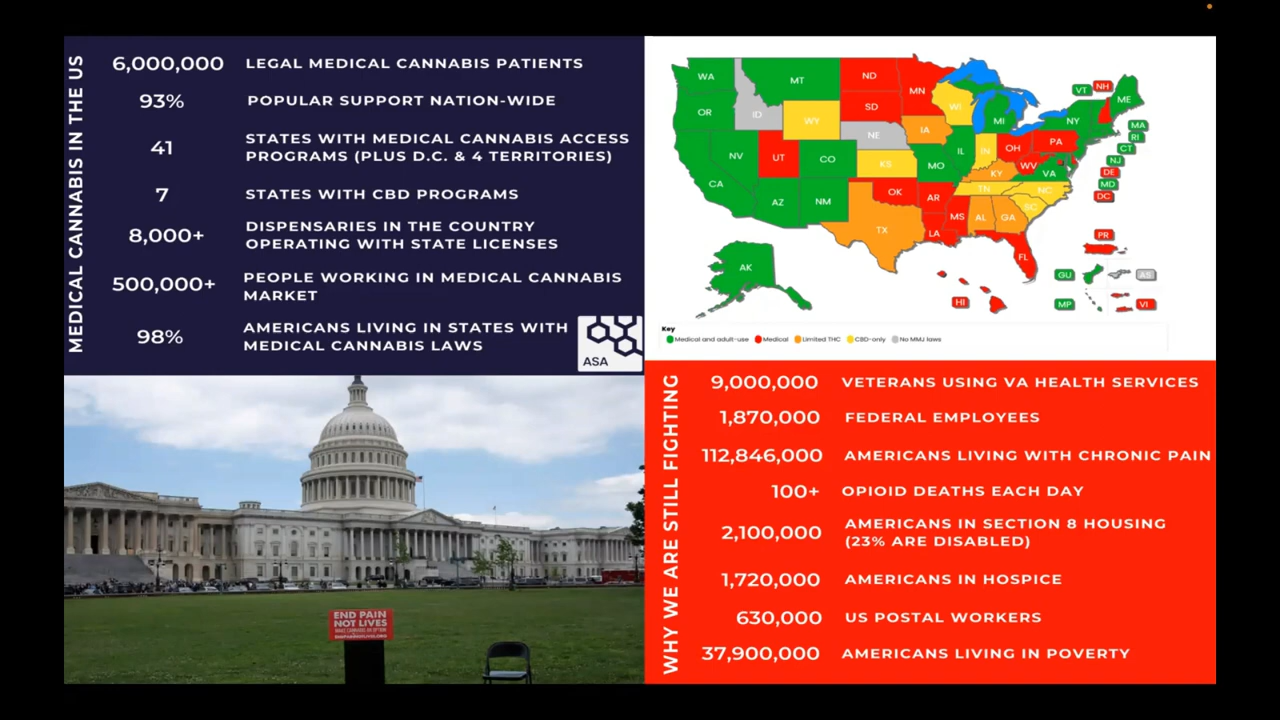 MEDICAL CANNABIS IN THE US
6,000,000 LEGAL MEDICAL CANNABIS PATIENTS
93% POPULAR SUPPORT NATION-WIDE
41 STATES WITH MEDICAL CANNABIS ACCESS
PROGRAMS (PLUS D.C. & 4 TERRITORIES)
7 STATES WITH CBD PROGRAMS
8,000+ DISPENSARIES IN THE COUNTRY
OPERATING WITH STATE LICENSES
500,000+ PEOPLE WORKING IN MEDICAL CANNABIS
MARKET
98% AMERICANS LIVING IN STATES WITH
MEDICAL CANNABIS LAWS
ASA
WA MT ND MN VT NH ME
OR ID WY SD WI MI NY MA
RI
NV UT CO NE IA IL IN OH PA CT
NJ
CA KS MO KY WV VA DE
MD
AZ NM OK AR TN NC DC
TX LA MS AL GA SC
FL PR
AK HI GU AS
MP VI
Key
Medical and adult-use Medical Limited THC CBD-only No MMJ laws
END PAIN
NOT LIVES
WHY WE ARE STILL FIGHTING
9,000,000 VETERANS USING VA HEALTH SERVICES
1,870,000 FEDERAL EMPLOYEES
112,846,000 AMERICANS LIVING WITH CHRONIC PAIN
100+ OPIOID DEATHS EACH DAY
2,100,000 AMERICANS IN SECTION 8 HOUSING
(23% ARE DISABLED)
1,720,000 AMERICANS IN HOSPICE
630,000 US POSTAL WORKERS
37,900,000 AMERICANS LIVING IN POVERTY